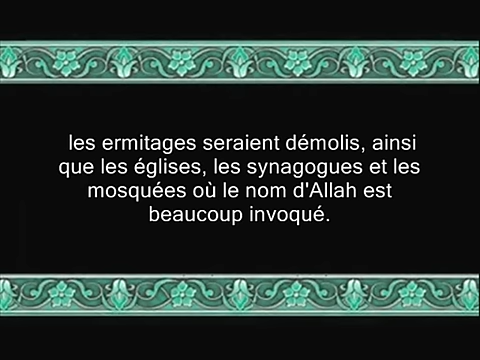 les ermitages seraient démolis, ainsi
que les églises, les synagogues et les
mosquées où le nom d'Allah est
beaucoup invoqué.